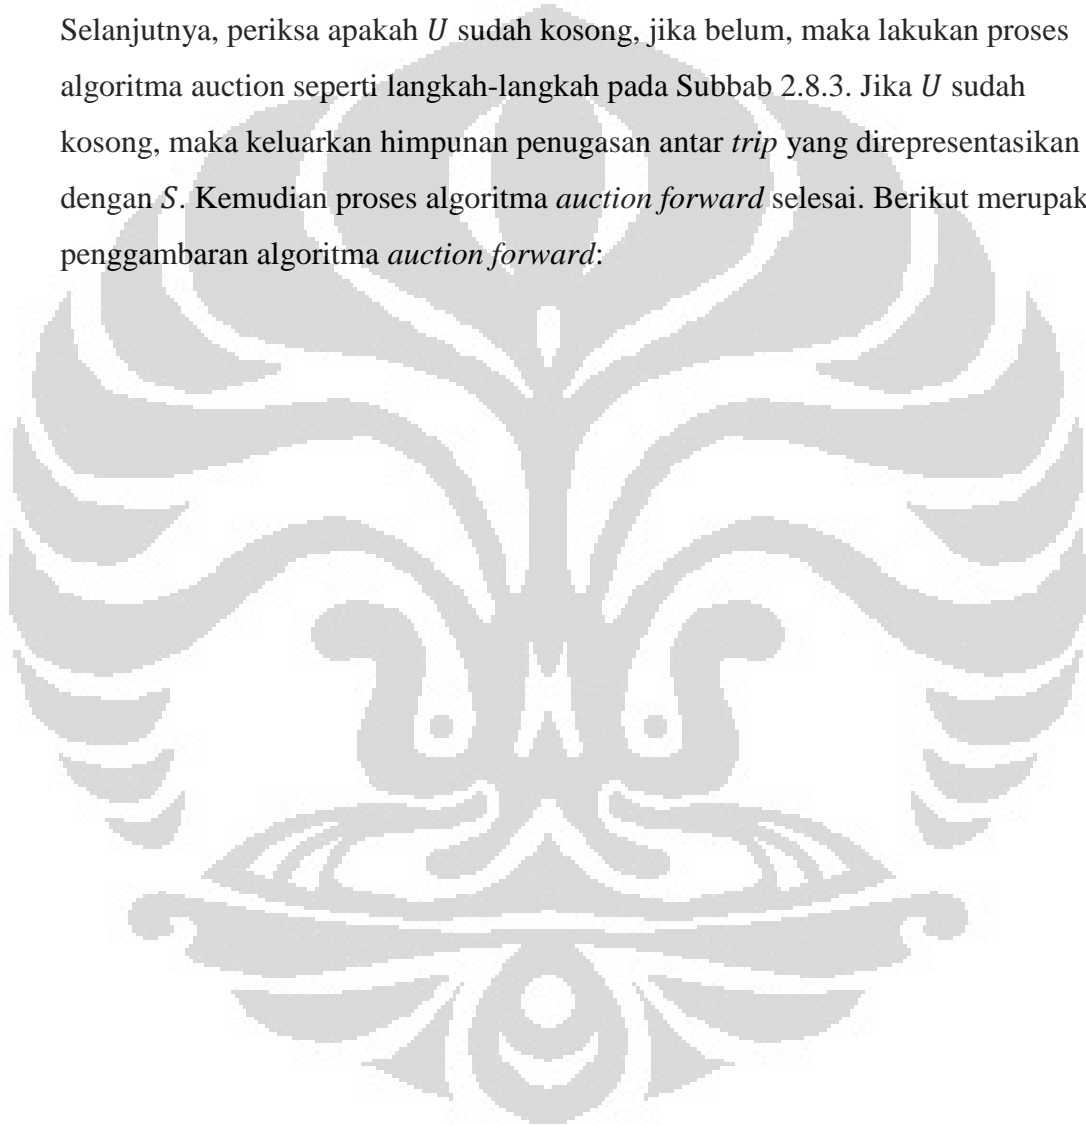 Selanjutnya, periksa apakah U sudah kosong, jika belum, maka lakukan proses
algoritma auction seperti langkah-langkah pada Subbab 2.8.3. Jika U sudah
kosong, maka keluarkan himpunan penugasan antar trip yang direpresentasikan
dengan S. Kemudian proses algoritma auction forward selesai. Berikut merupak
penggambaran algoritma auction forward: